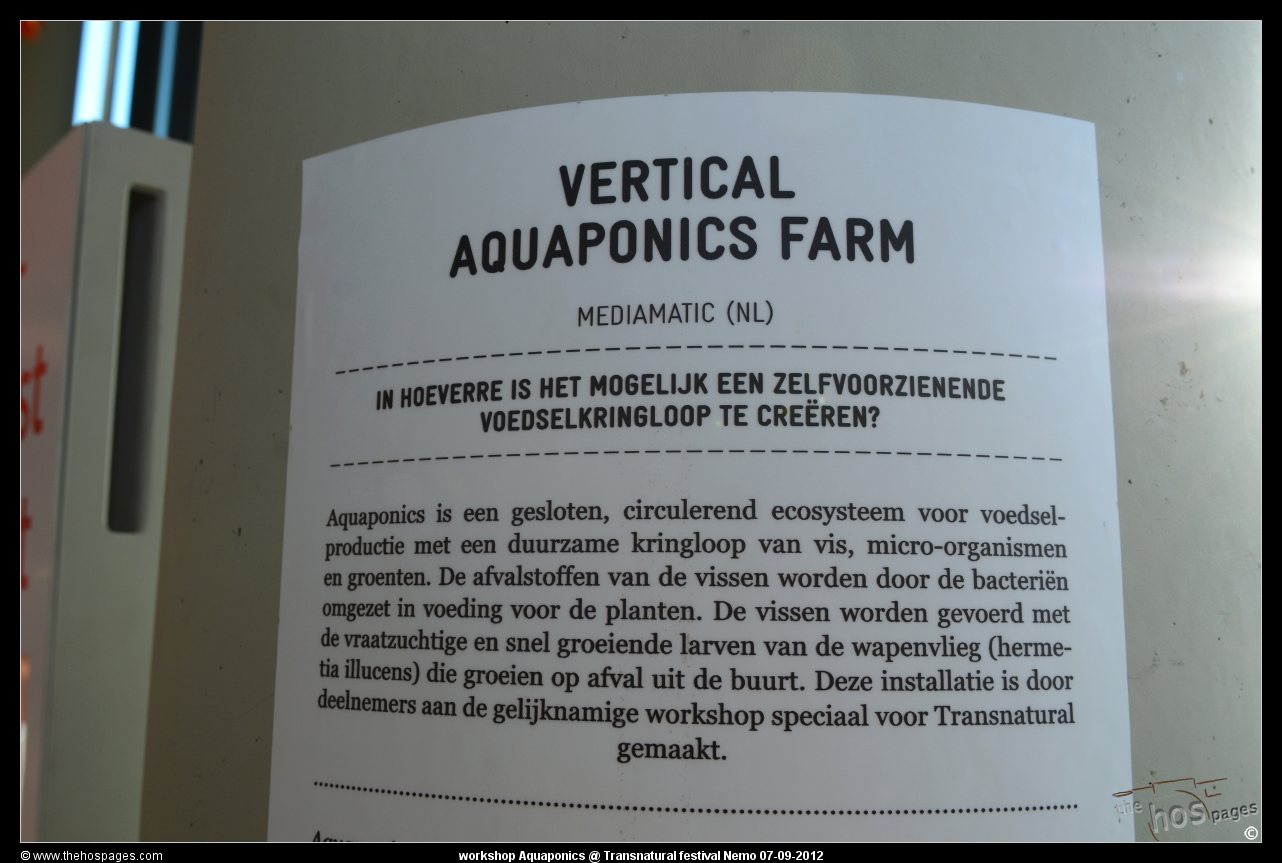 VERTICAL
AQUAPONICS FARM
MEDIAMATIC (NL)
IN HOEVERRE IS HET MOGELIJK EEN ZELFVOORZIENENDE
VOEDSELKRINGLOOP TE CREËREN?
Aquaponics is een gesloten, circulerend ecosysteem voor voedsel-
productie met een duurzame kringloop van vis, micro-organismen
en groenten. De afvalstoffen van de vissen worden door de bacteriën
omgezet in voeding voor de planten. De vissen worden gevoerd met
de vraatzuchtige en snel groeiende larven van de wapenvlieg (herme-
tia illucens) die groeien op afval uit de buurt. Deze installatie is door
deelnemers aan de gelijknamige workshop speciaal voor Transnatural
gemaakt.
the hos pages
©
© www.thehospages.com
workshop Aquaponics @ Transnatural festival Nemo 07-09-2012